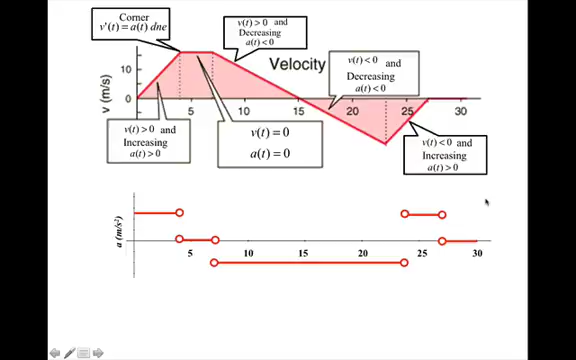 Corner
v'(t) = a(t) dne
v(t) > 0 and
Decreasing
a(t) < 0
Velocity
v(t) < 0 and
Decreasing
a(t) < 0
v (m/s)
10
0
5
10
15
20
25
30
v(t) > 0 and
Increasing
a(t) > 0
v(t) = 0
a(t) = 0
v(t) < 0 and
Increasing
a(t) > 0
a (m/s²)
5
10
15
20
25
30